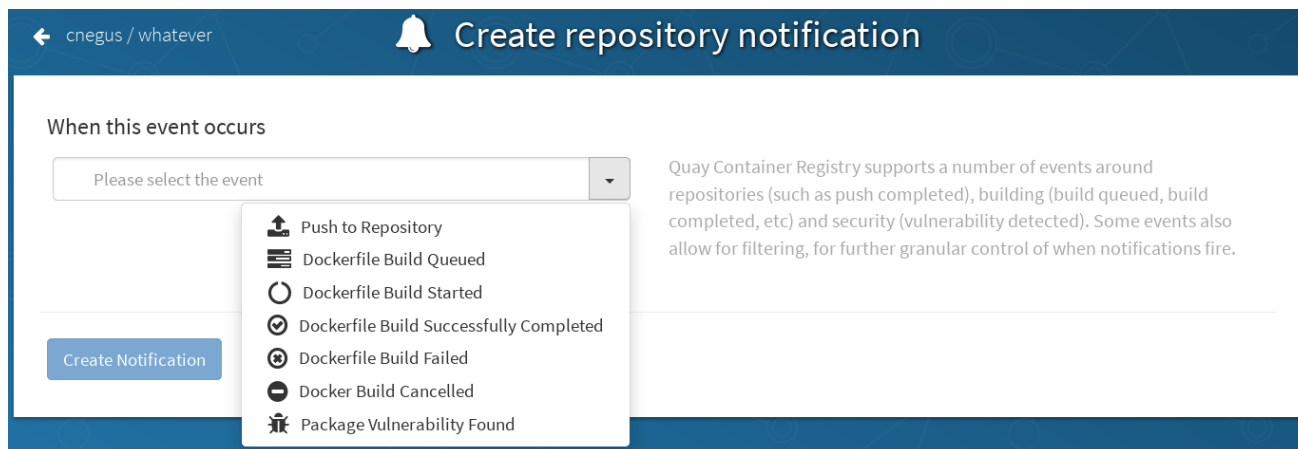 cnegus / whatever
Create repository notification
When this event occurs
Please select the event
Quay Container Registry supports a number of events around
repositories (such as push completed), building (build queued, build
completed, etc) and security (vulnerability detected). Some events also
allow for filtering, for further granular control of when notifications fire.
Push to Repository
Dockerfile Build Queued
Dockerfile Build Started
Dockerfile Build Successfully Completed
Dockerfile Build Failed
Docker Build Cancelled
Package Vulnerability Found
Create Notification